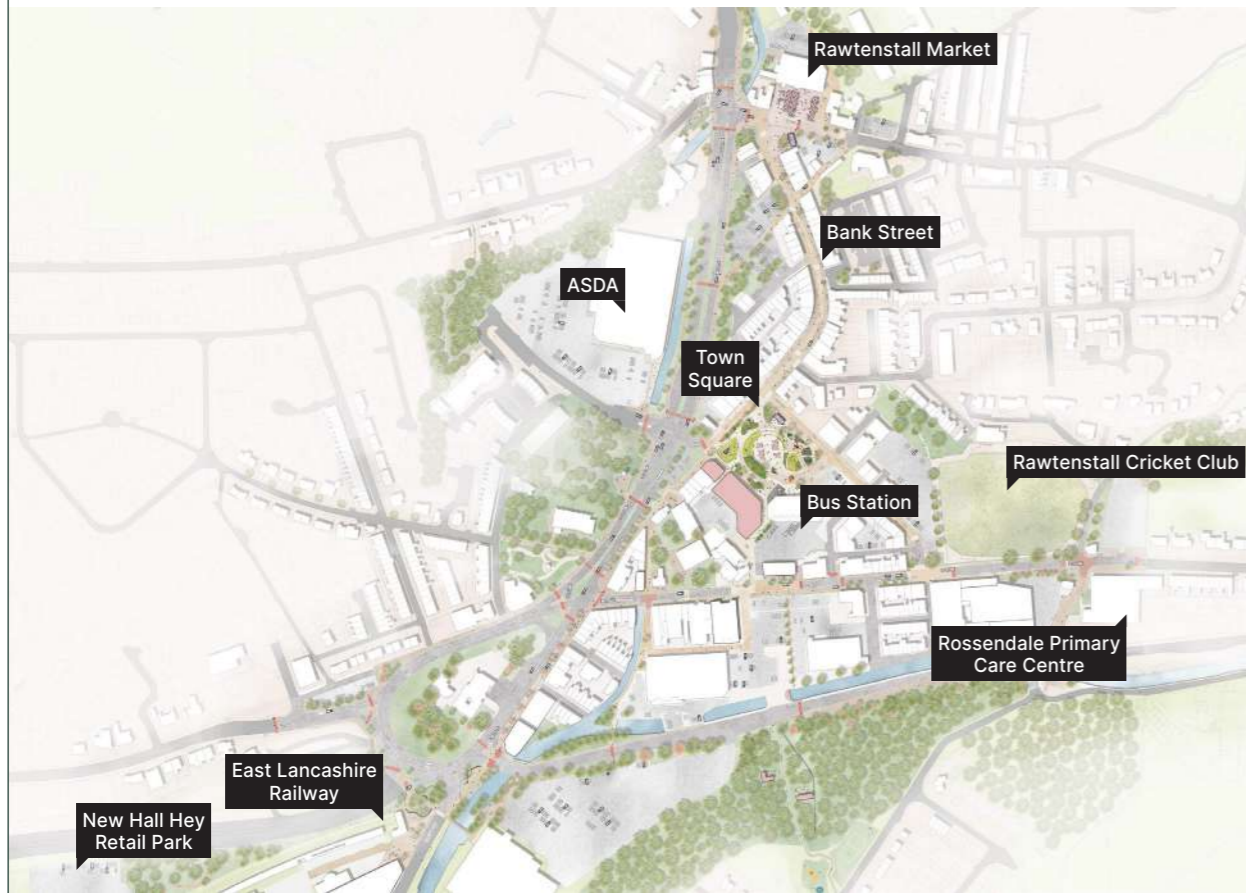 Rawtenstall Market
Bank Street
ASDA
Town
Square
Rawtenstall Cricket Club
Bus Station
Rossendale Primary
Care Centre
East Lancashire
Railway
New Hall Hey
Retail Park